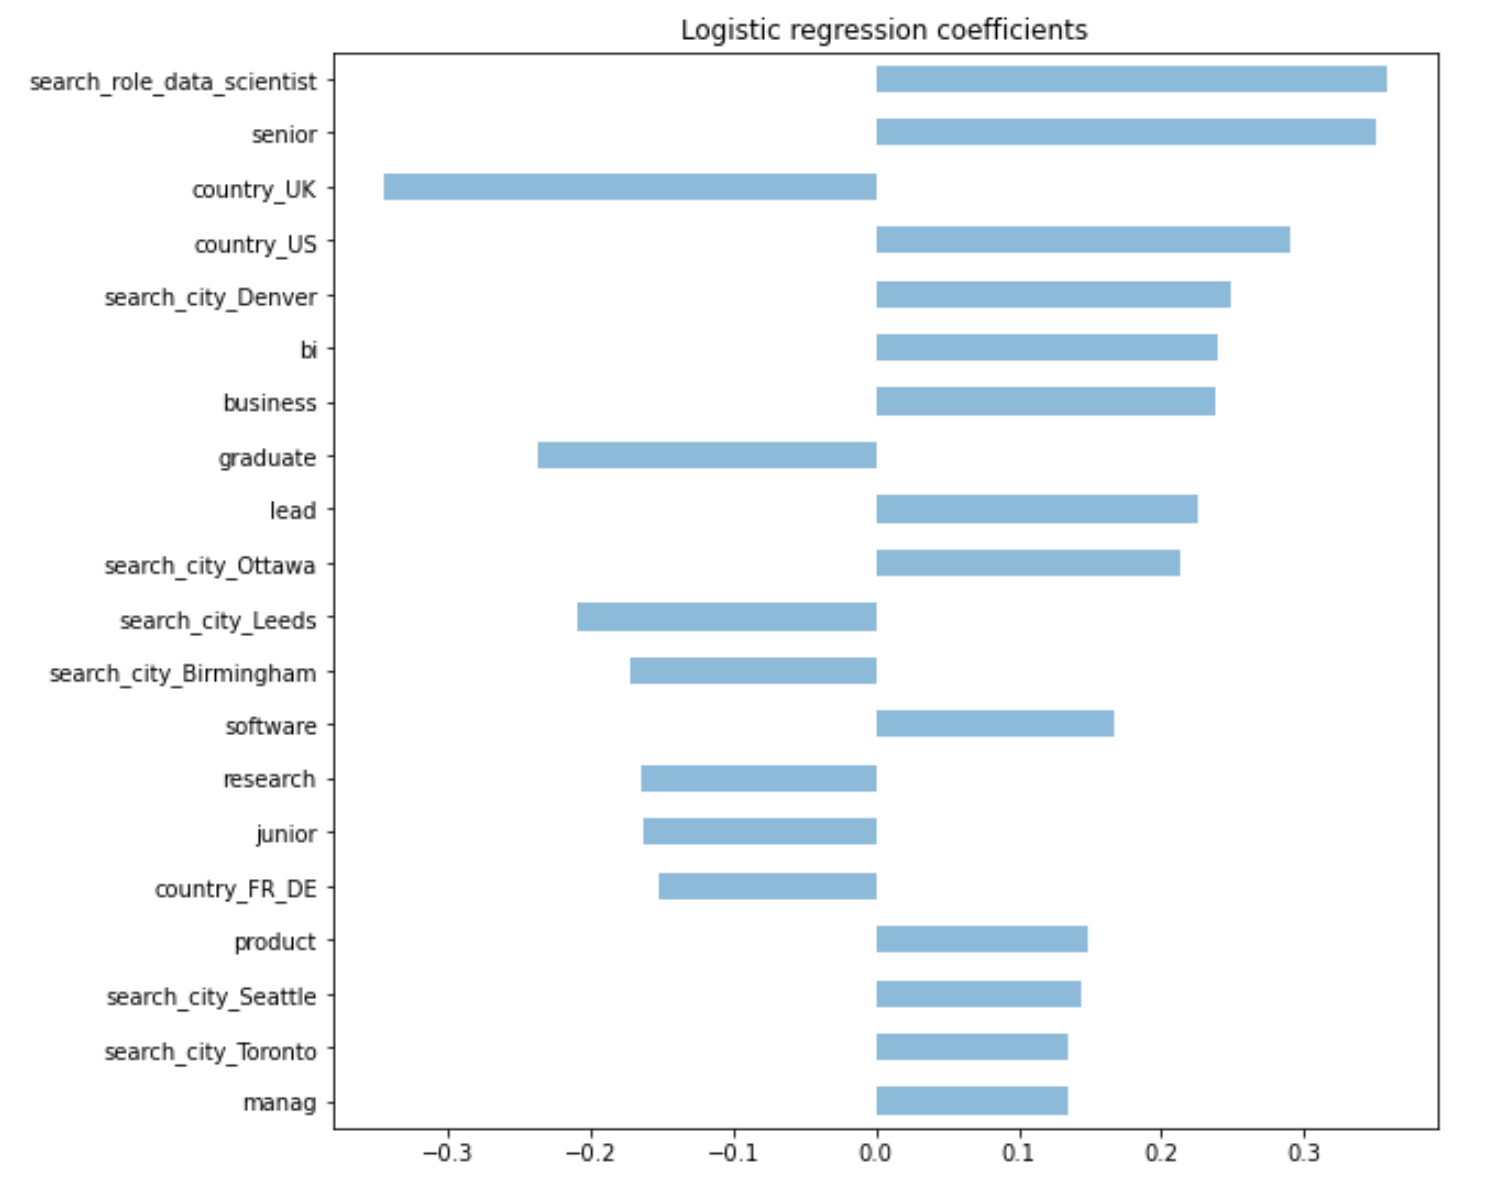 Logistic regression coefficients
search_role_data_scientist
senior
country_UK
country_US
search_city_Denver
bi
business
graduate
lead
search_city_Ottawa
search_city_Leeds
search_city_Birmingham
software
research
junior
country_FR_DE
product
search_city_Seattle
search_city_Toronto
manag
−0.3 −0.2 −0.1 0.0 0.1 0.2 0.3